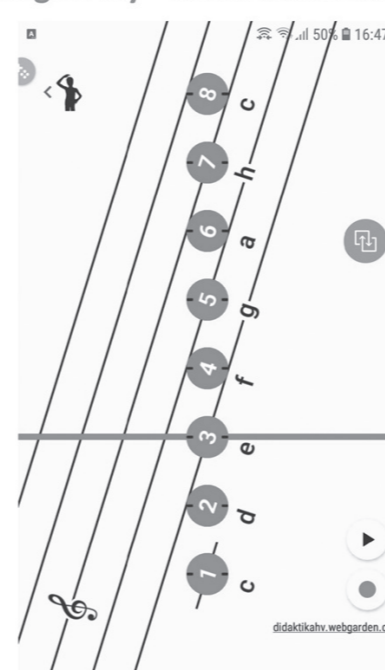 50% 16:47
8 c
7 h
6 a
5 g
4 f
3 e
2 d
1 c
didaktikahv.webgarden.c